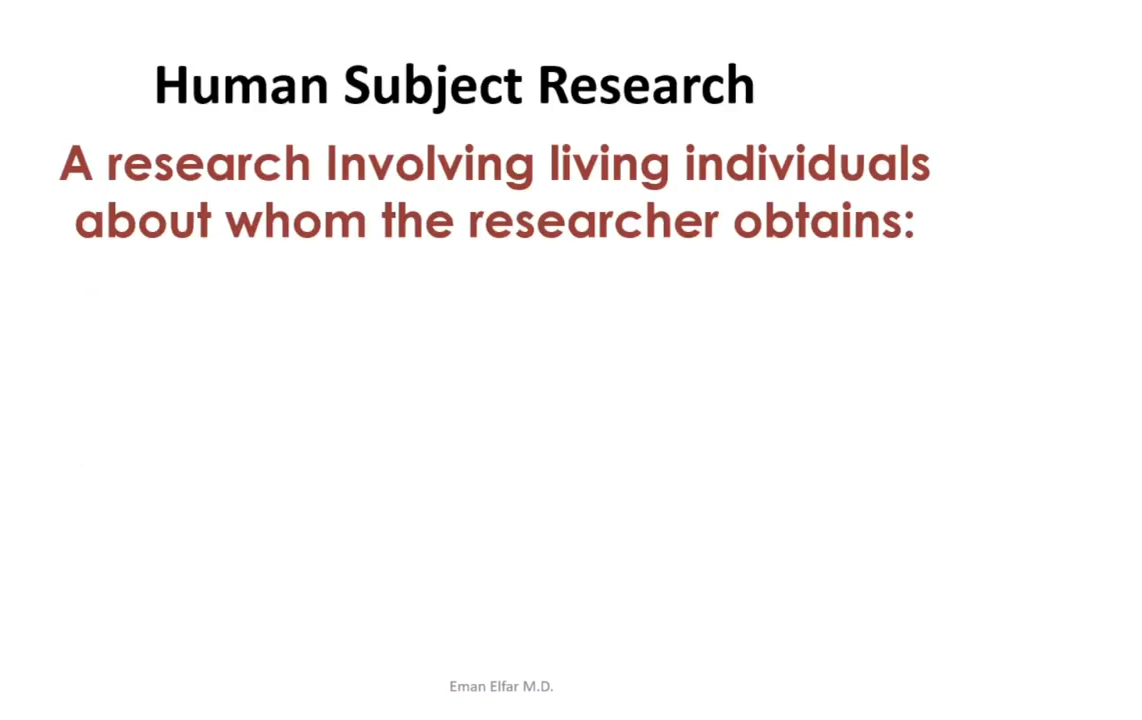 Human Subject Research
A research Involving living individuals
about whom the researcher obtains:
Eman Elfar M.D.